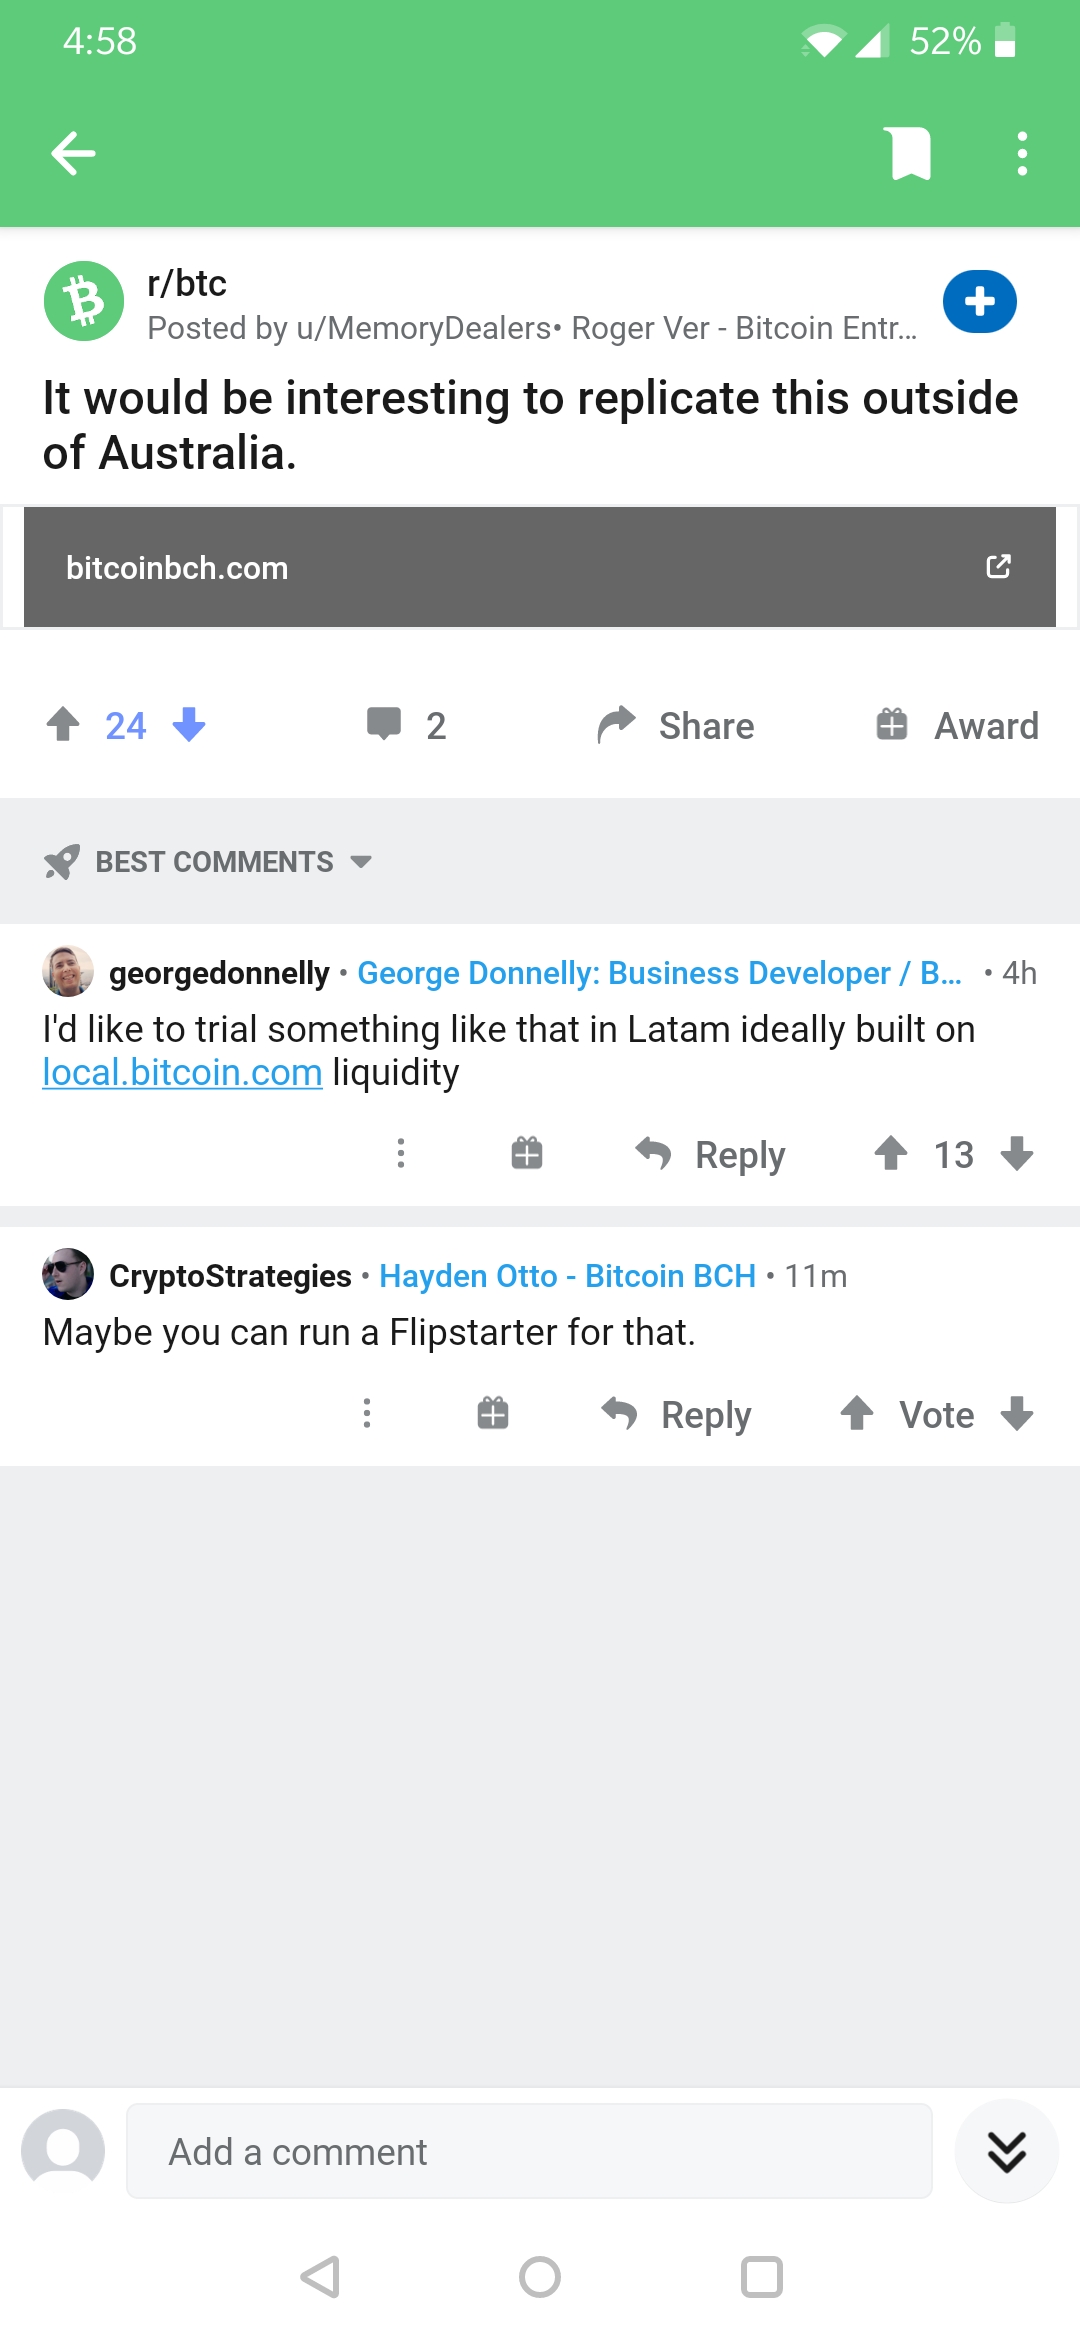 4:58
52%
r/btc
Posted by u/MemoryDealers• Roger Ver - Bitcoin Entr...
It would be interesting to replicate this outside
of Australia.
bitcoinbch.com
24
2
Share
Award
BEST COMMENTS
georgedonnelly • George Donnelly: Business Developer / B... • 4h
I'd like to trial something like that in Latam ideally built on
local.bitcoin.com liquidity
Reply
13
CryptoStrategies • Hayden Otto - Bitcoin BCH • 11m
Maybe you can run a Flipstarter for that.
Reply
Vote
Add a comment